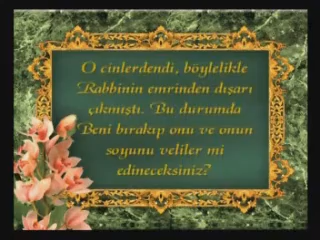 O cinlerdendi, böylelikle
Rabbinin emrinden dışarı
çıkmıştı. Bu durumda
Beni bırakıp onu ve onun
soyunu veliler mi
edineceksiniz?